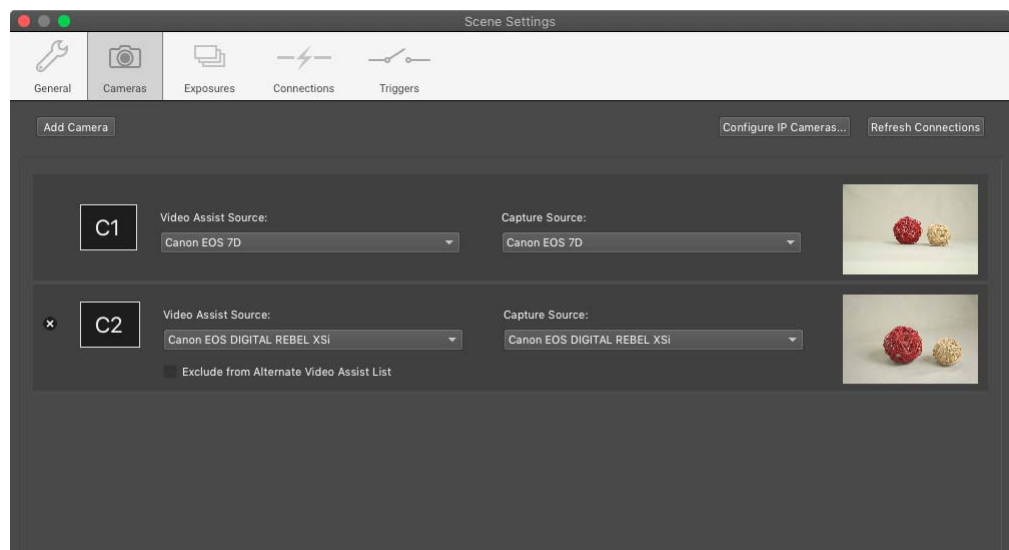 Scene Settings
General Cameras Exposures Connections Triggers
Add Camera Configure IP Cameras... Refresh Connections
C1 Video Assist Source: Capture Source:
Canon EOS 7D Canon EOS 7D
C2 Video Assist Source: Capture Source:
Canon EOS DIGITAL REBEL XSi Canon EOS DIGITAL REBEL XSi
Exclude from Alternate Video Assist List